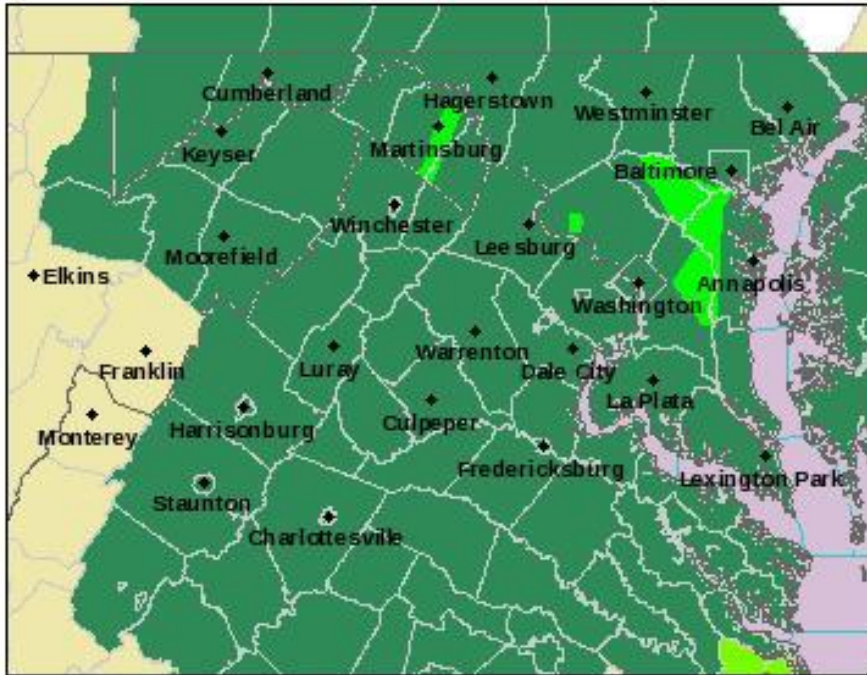 Cumberland
Hagerstown
Westminster
Bel Air
Keyser
Martinsburg
Baltimore
Winchester
Leesburg
Moorefield
Elkins
Washington
Annapolis
Franklin
Luray
Warrenton
Dale City
La Plata
Monterey
Harrisonburg
Culpeper
Fredericksburg
Lexington Park
Staunton
Charlottesville